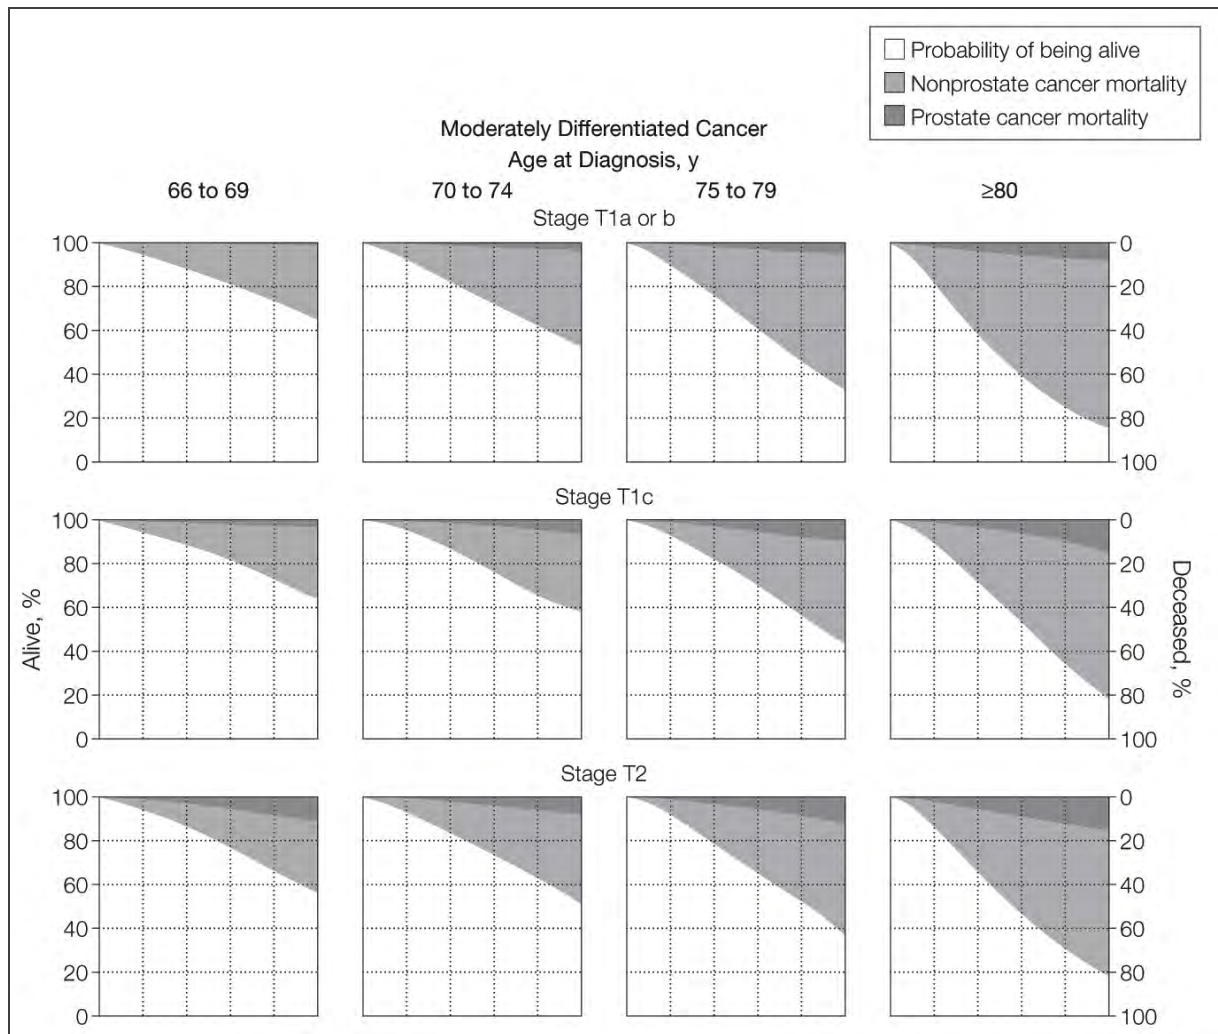 Probability of being alive
Nonprostate cancer mortality
Prostate cancer mortality
Moderately Differentiated Cancer
Age at Diagnosis, y
66 to 69 70 to 74 75 to 79 ≥80
Stage T1a or b
100 0
80 20
60 40
40 60
20 80
0 100
Stage T1c
100 0
80 20
60 40
40 60
20 80
0 100
Alive, %
Deceased, %
Stage T2
100 0
80 20
60 40
40 60
20 80
0 100